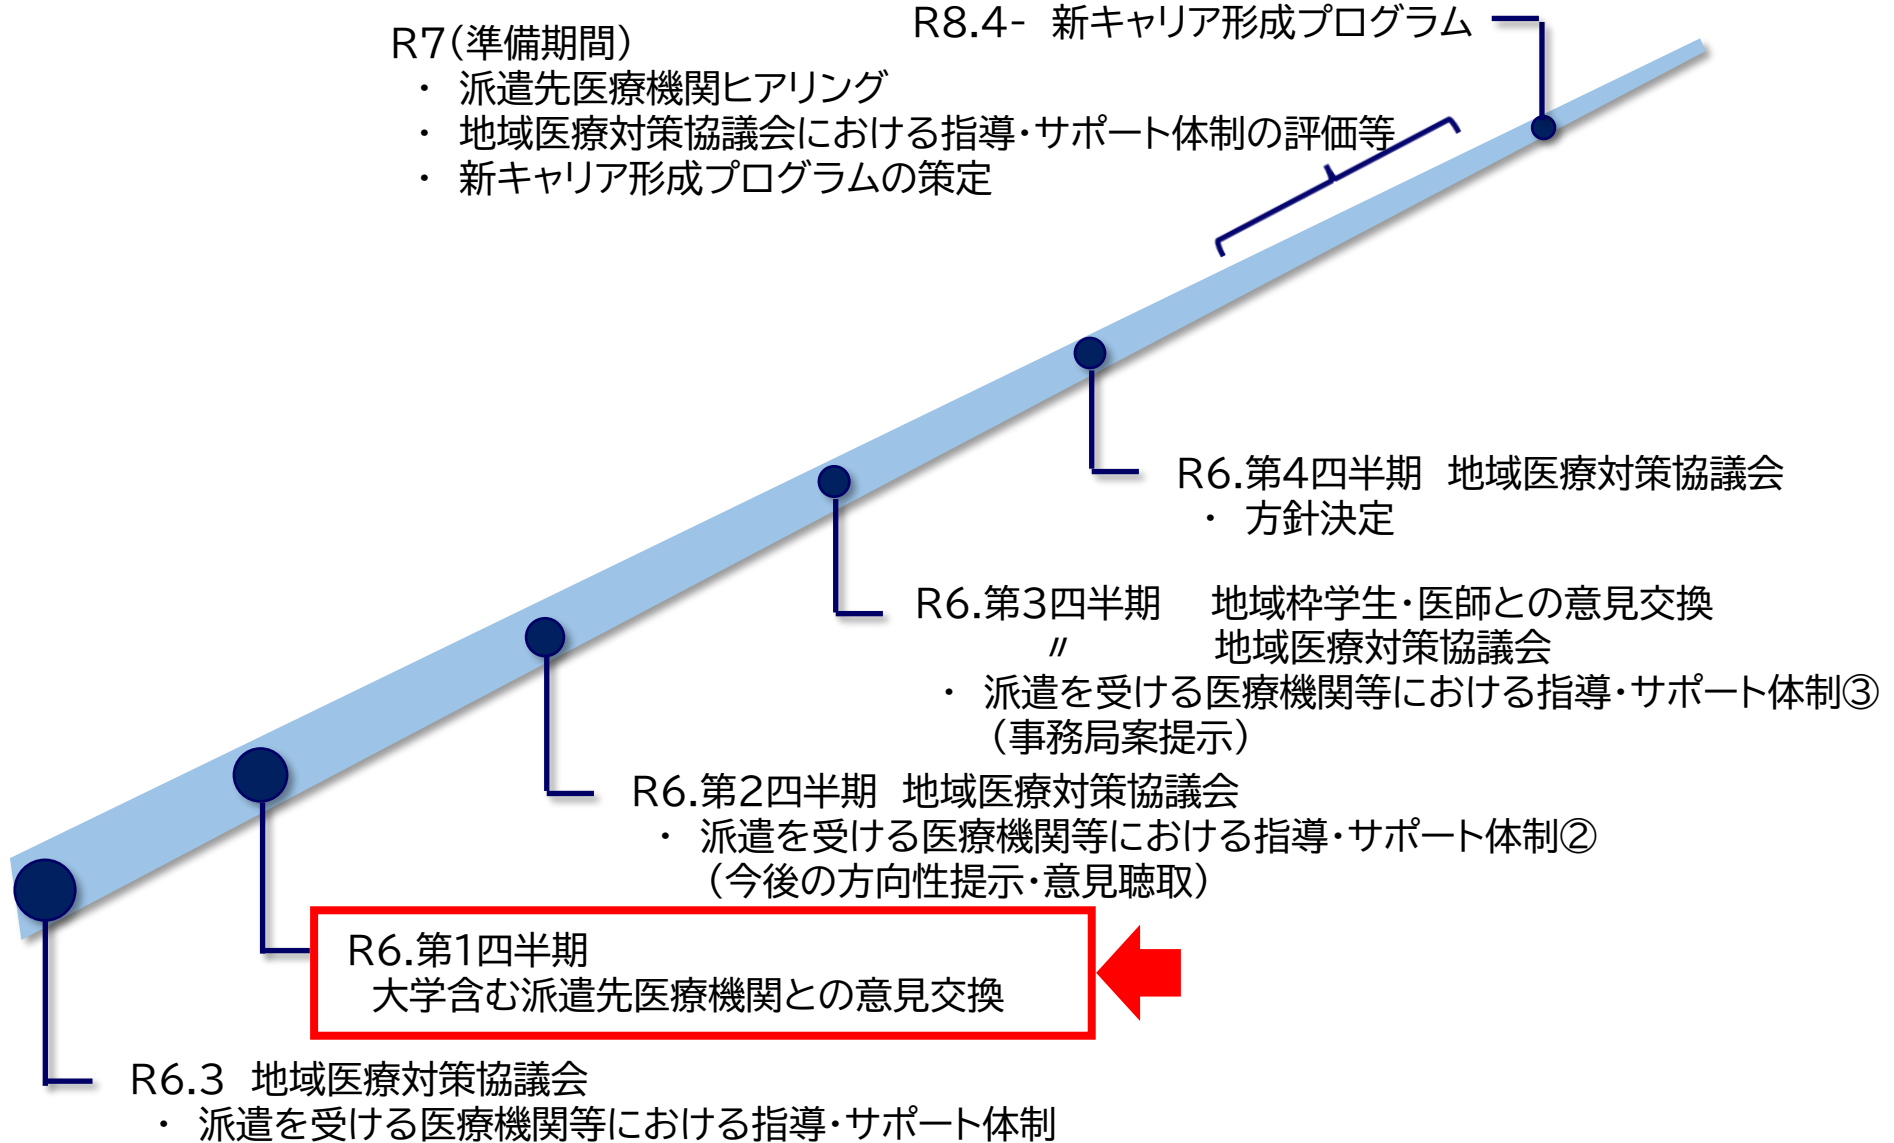 R7(準備期間)
・ 派遣先医療機関ヒアリング
・ 地域医療対策協議会における指導・サポート体制の評価等
・ 新キャリア形成プログラムの策定
R8.4- 新キャリア形成プログラム
R6.第4四半期 地域医療対策協議会
・ 方針決定
R6.第3四半期 地域枠学生・医師との意見交換
〃 地域医療対策協議会
・ 派遣を受ける医療機関等における指導・サポート体制③
(事務局案提示)
R6.第2四半期 地域医療対策協議会
・ 派遣を受ける医療機関等における指導・サポート体制②
(今後の方向性提示・意見聴取)
R6.第1四半期
大学含む派遣先医療機関との意見交換
R6.3 地域医療対策協議会
・ 派遣を受ける医療機関等における指導・サポート体制